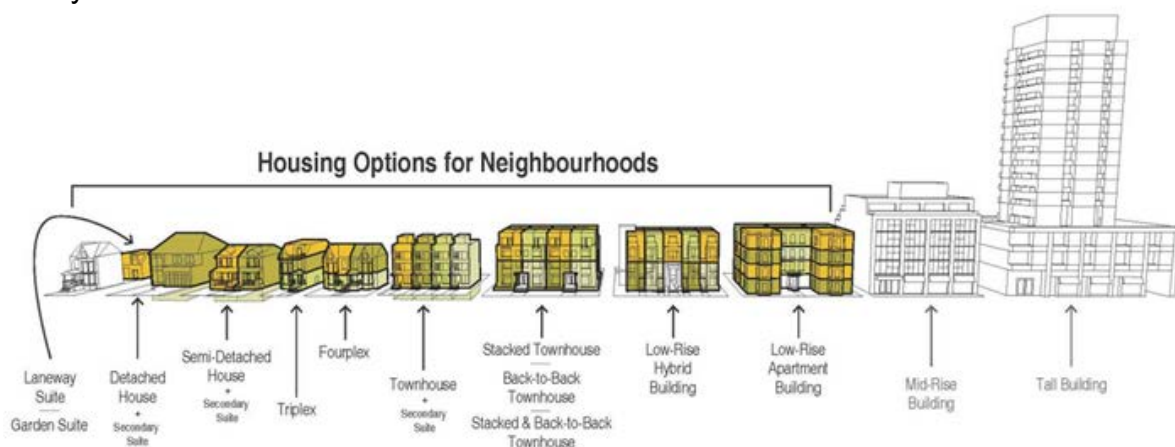 Housing Options for Neighbourhoods
Laneway
Suite
Garden Suite
Detached
House
+
Secondary
Suite
Semi-Detached
House
+
Secondary
Suite
Triplex
Fourplex
Townhouse
+
Secondary
Suite
Stacked Townhouse
Back-to-Back
Townhouse
Stacked & Back-to-Back
Townhouse
Low-Rise
Hybrid
Building
Low-Rise
Apartment
Building
Mid-Rise
Building
Tall Building